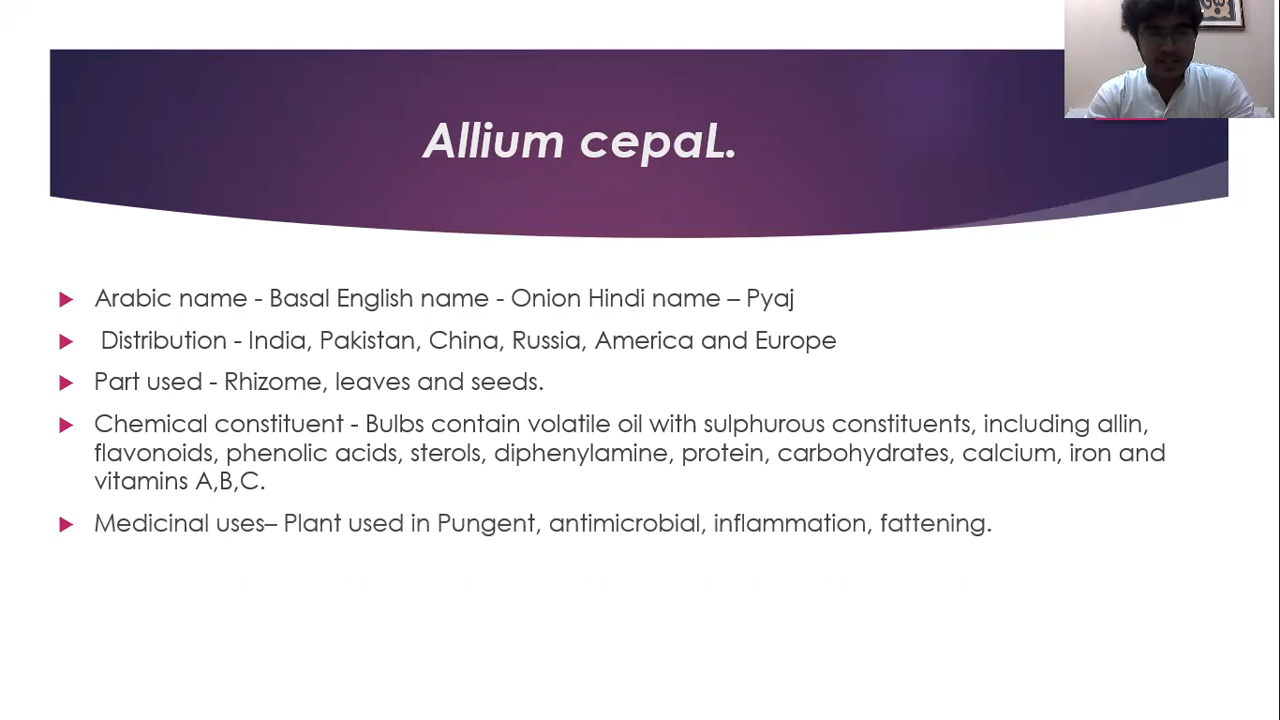 Allium cepaL.
Arabic name - Basal English name - Onion Hindi name – Pyaj
Distribution - India, Pakistan, China, Russia, America and Europe
Part used - Rhizome, leaves and seeds.
Chemical constituent - Bulbs contain volatile oil with sulphurous constituents, including allin,
flavonoids, phenolic acids, sterols, diphenylamine, protein, carbohydrates, calcium, iron and
vitamins A,B,C.
Medicinal uses– Plant used in Pungent, antimicrobial, inflammation, fattening.